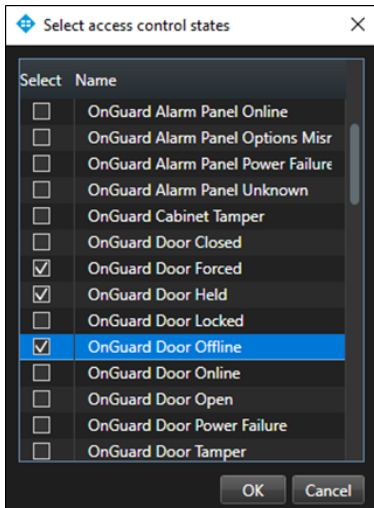 Select access control states
Select Name
OnGuard Alarm Panel Online
OnGuard Alarm Panel Options Misr
OnGuard Alarm Panel Power Failure
OnGuard Alarm Panel Unknown
OnGuard Cabinet Tamper
OnGuard Door Closed
OnGuard Door Forced
OnGuard Door Held
OnGuard Door Locked
OnGuard Door Offline
OnGuard Door Online
OnGuard Door Open
OnGuard Door Power Failure
OnGuard Door Tamper
OK Cancel